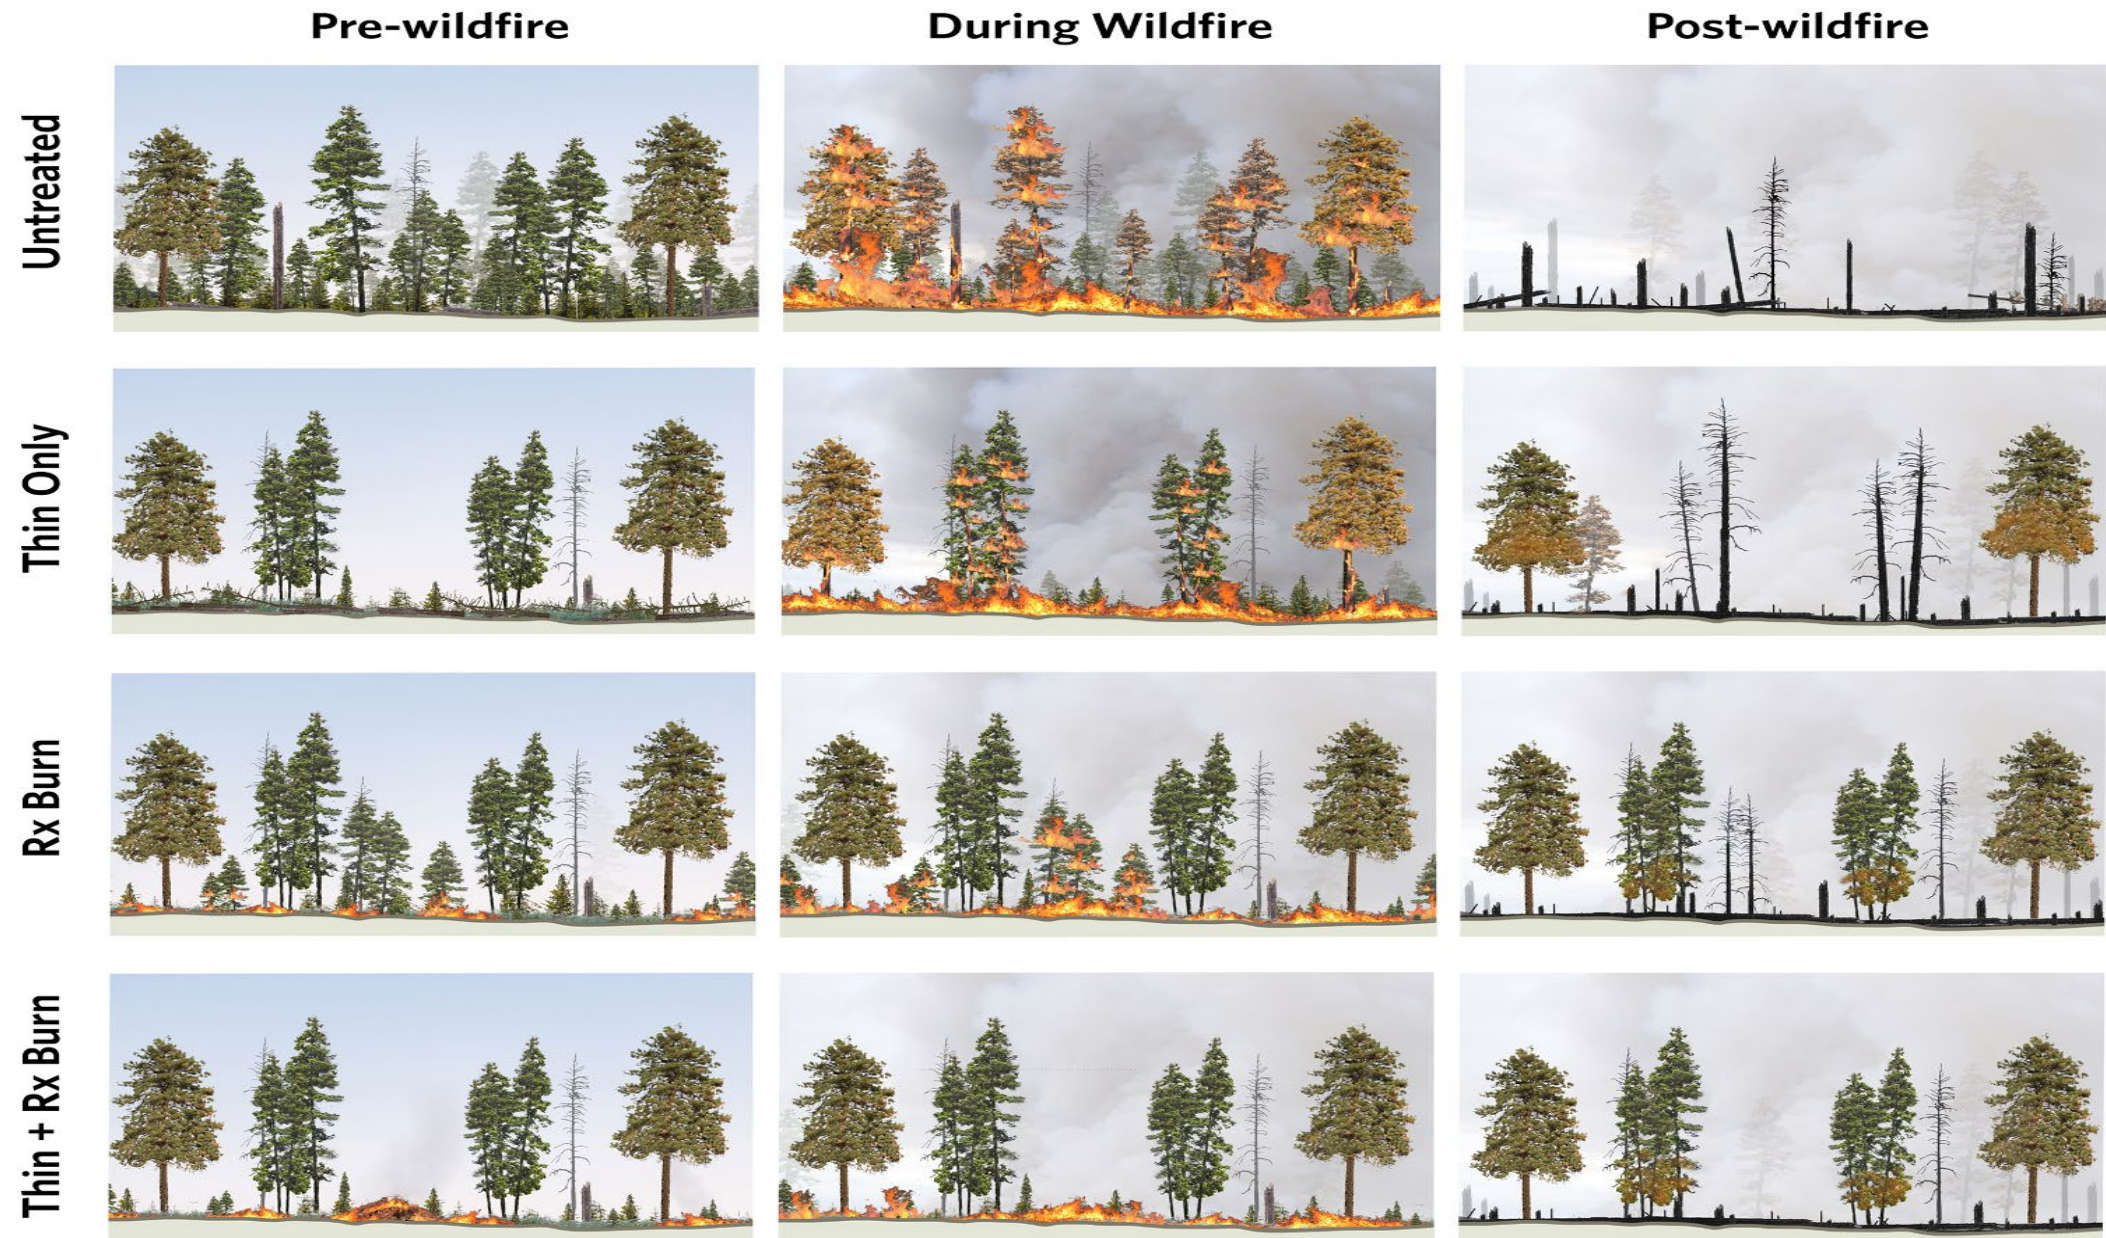 Pre-wildfire
During Wildfire
Post-wildfire
Untreated
Thin Only
Rx Burn
Thin + Rx Burn